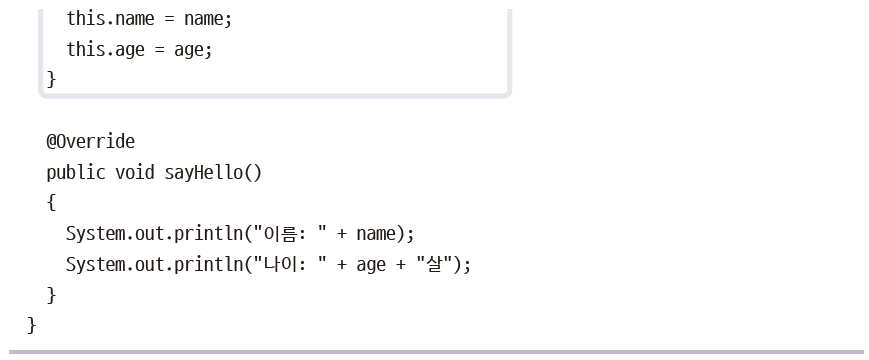 this.name = name;
this.age = age;
}
@Override
public void sayHello()
{
System.out.println("이름: " + name);
System.out.println("나이: " + age + "살");
}
}